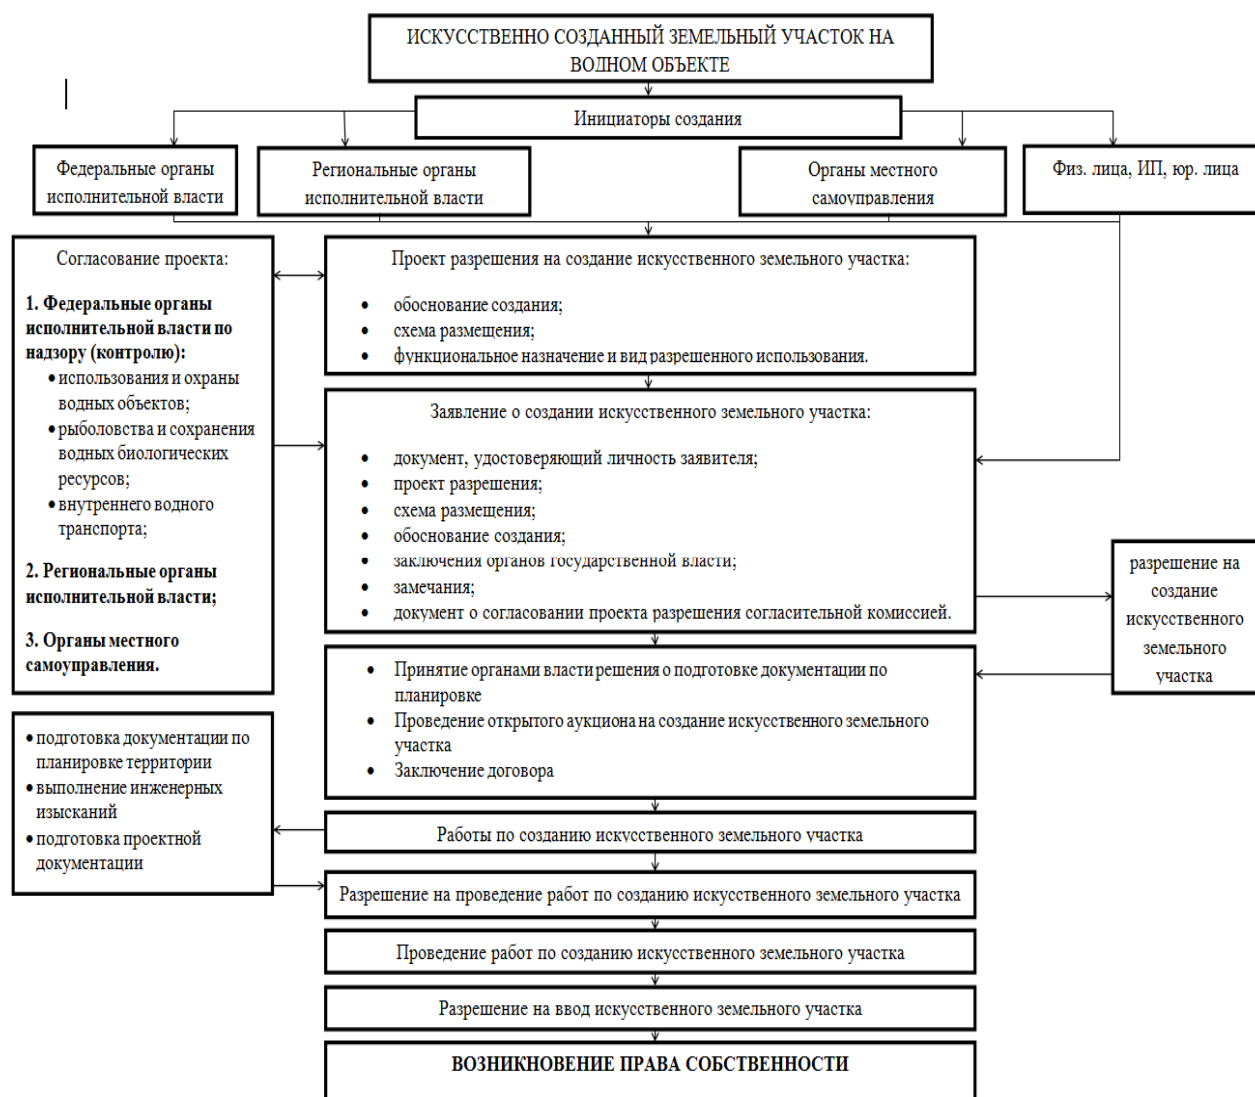 ИСКУССТВЕННО СОЗДАННЫЙ ЗЕМЕЛЬНЫЙ УЧАСТОК НА
ВОДНОМ ОБЪЕКТЕ
Инициаторы создания
Федеральные органы
исполнительной власти
Региональные органы
исполнительной власти
Органы местного
самоуправления
Физ. лица, ИП, юр. лица
Согласование проекта:
1. Федеральные органы
исполнительной власти по
надзору (контролю):
• использования и охраны
водных объектов;
• рыболовства и сохранения
водных биологических
ресурсов;
• внутреннего водного
транспорта;
2. Региональные органы
исполнительной власти;
3. Органы местного
самоуправления.
Проект разрешения на создание искусственного земельного участка:
• обоснование создания;
• схема размещения;
• функциональное назначение и вид разрешенного использования.
Заявление о создании искусственного земельного участка:
• документ, удостоверяющий личность заявителя;
• проект разрешения;
• схема размещения;
• обоснование создания;
• заключения органов государственной власти;
• замечания;
• документ о согласовании проекта разрешения согласительной комиссией.
разрешение на
создание
искусственного
земельного
участка
• Принятие органами власти решения о подготовке документации по
планировке
• Проведение открытого аукциона на создание искусственного земельного
участка
• Заключение договора
• подготовка документации по
планировке территории
• выполнение инженерных
изысканий
• подготовка проектной
документации
Работы по созданию искусственного земельного участка
Разрешение на проведение работ по созданию искусственного земельного участка
Проведение работ по созданию искусственного земельного участка
Разрешение на ввод искусственного земельного участка
ВОЗНИКНОВЕНИЕ ПРАВА СОБСТВЕННОСТИ